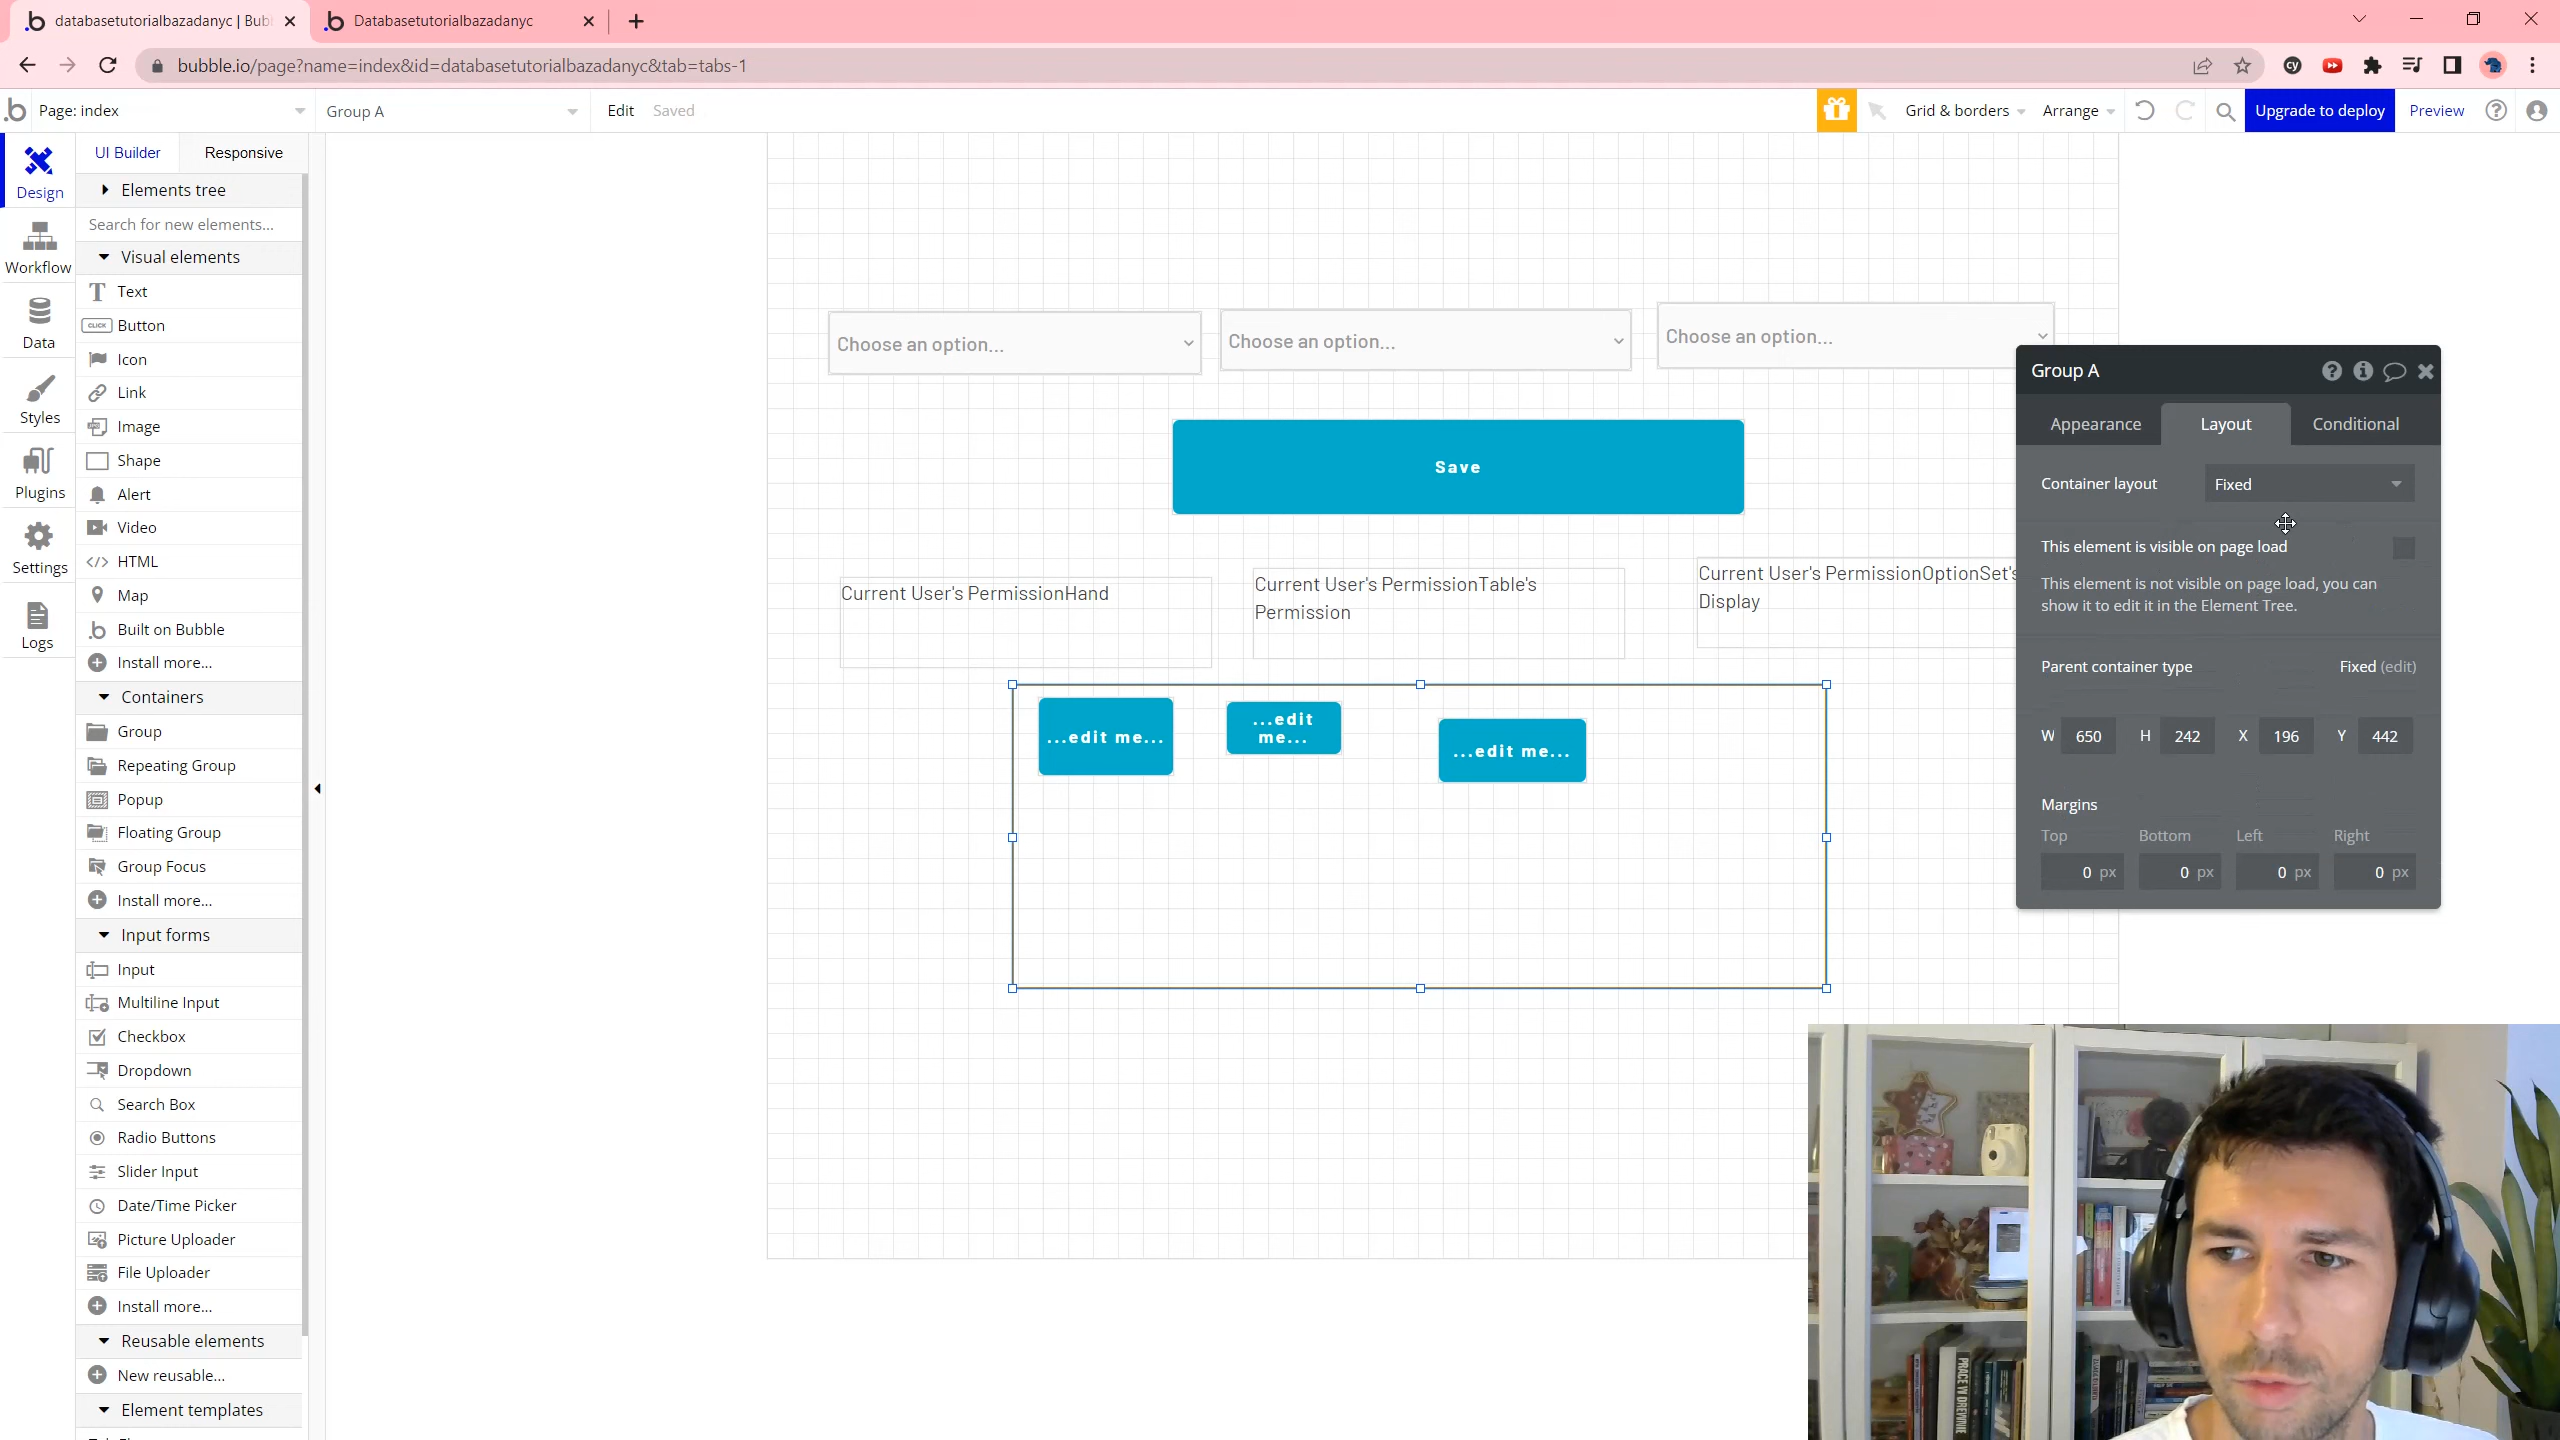 databasetutorialbazadanyc | Bub
Databasetutorialbazadanyc
bubble.io/page?name=index&id=databasetutorialbazadanyc&tab=tabs-1
Page: index
Group A
Edit
Saved
Grid & borders
Arrange
Upgrade to deploy
Preview
Design
Workflow
Data
Styles
Plugins
Settings
Logs
UI Builder
Responsive
Elements tree
Search for new elements...
Visual elements
Text
CLICK Button
Icon
Link
Image
Shape
Alert
Video
HTML
Map
Built on Bubble
Install more...
Containers
Group
Repeating Group
Popup
Floating Group
Group Focus
Install more...
Input forms
Input
Multiline Input
Checkbox
Dropdown
Search Box
Radio Buttons
Slider Input
Date/Time Picker
Picture Uploader
File Uploader
Install more...
Reusable elements
New reusable...
Element templates
Choose an option...
Choose an option...
Choose an option...
Save
Current User's PermissionHand
Current User's PermissionTable's
Permission
Current User's PermissionOptionSet's
Display
...edit me...
...edit
me...
...edit me...
Group A
Appearance
Layout
Conditional
Container layout
Fixed
This element is visible on page load
This element is not visible on page load, you can
show it to edit it in the Element Tree.
Parent container type
Fixed (edit)
W 650 H 242 X 196 Y 442
Margins
Top Bottom Left Right
0 px 0 px 0 px 0 px